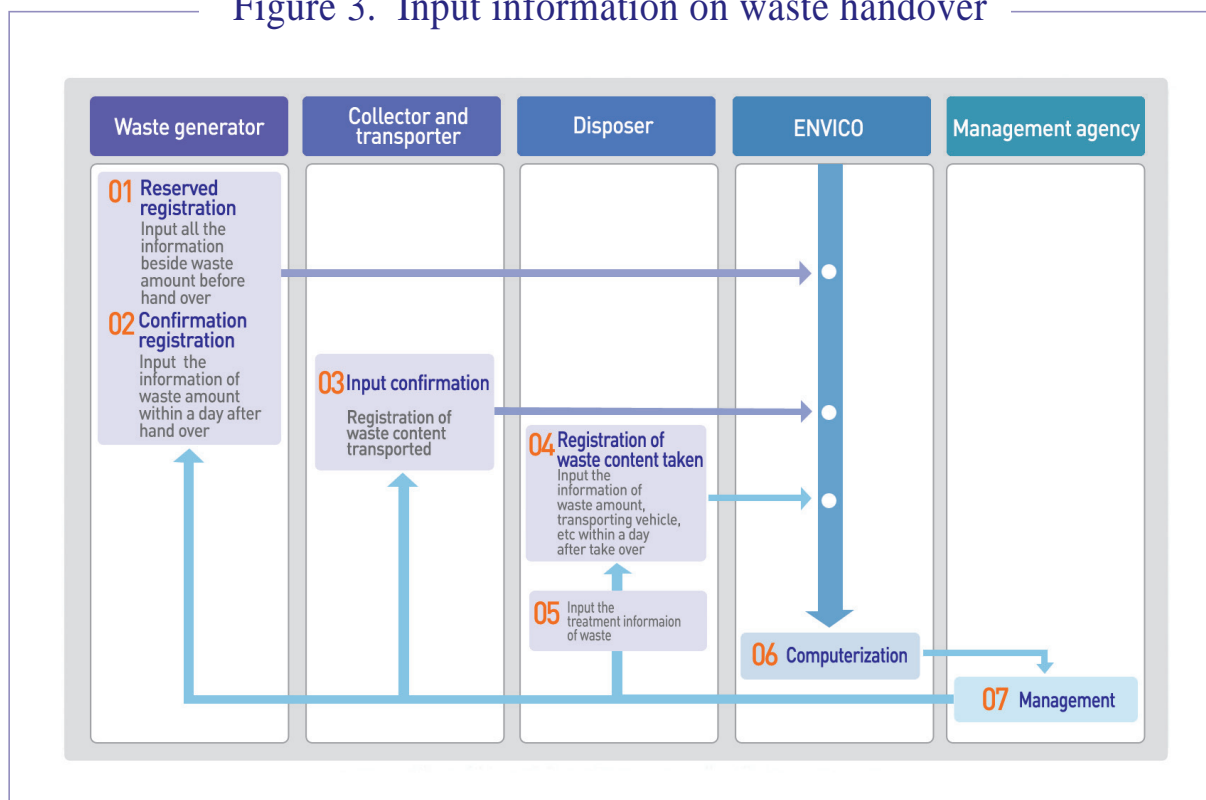 Figure 3. Input information on waste handover
Waste generator
Collector and
transporter
Disposer
ENVICO
Management agency
01 Reserved
registration
Input all the
information
beside waste
amount before
hand over
02 Confirmation
registration
Input the
information of
waste amount
within a day after
hand over
03 Input confirmation
Registration of
waste content
transported
04 Registration of
waste content taken
Input the
information of
waste amount,
transporting vehicle,
etc within a day
after take over
05 Input the
treatment informaion
of waste
06 Computerization
07 Management